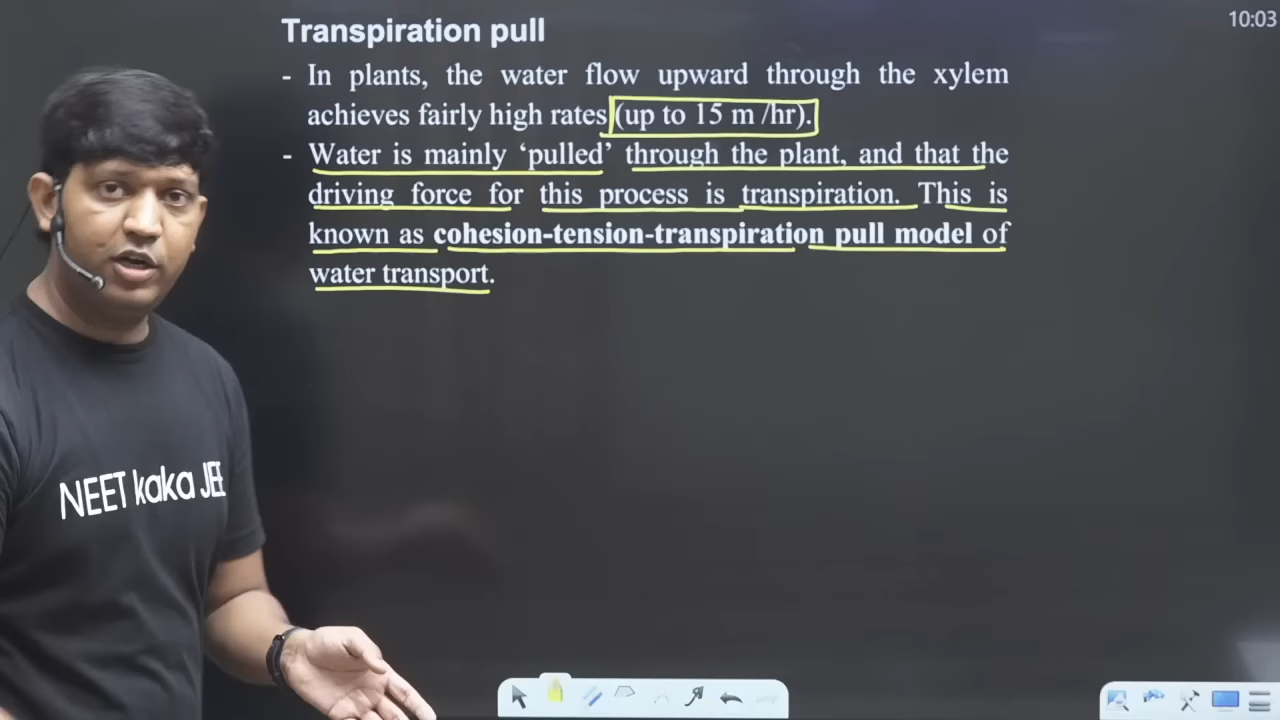 10:03
Transpiration pull
- In plants, the water flow upward through the xylem
achieves fairly high rates (up to 15 m /hr).
- Water is mainly ‘pulled’ through the plant, and that the
driving force for this process is transpiration. This is
known as cohesion-tension-transpiration pull model of
water transport.
NEET kaka JEE